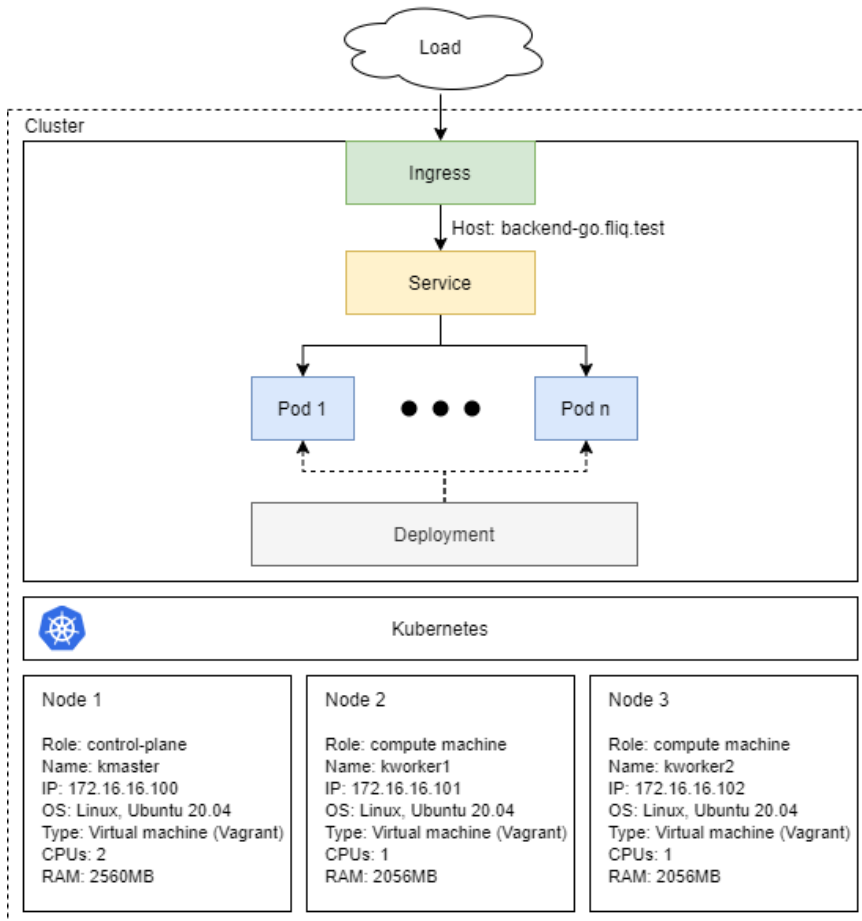 Load
Cluster
Ingress
Host: backend-go.fliq.test
Service
Pod 1
Pod n
Deployment
Kubernetes
Node 1
Role: control-plane
Name: kmaster
IP: 172.16.16.100
OS: Linux, Ubuntu 20.04
Type: Virtual machine (Vagrant)
CPUs: 2
RAM: 2560MB
Node 2
Role: compute machine
Name: kworker1
IP: 172.16.16.101
OS: Linux, Ubuntu 20.04
Type: Virtual machine (Vagrant)
CPUs: 1
RAM: 2056MB
Node 3
Role: compute machine
Name: kworker2
IP: 172.16.16.102
OS: Linux, Ubuntu 20.04
Type: Virtual machine (Vagrant)
CPUs: 1
RAM: 2056MB